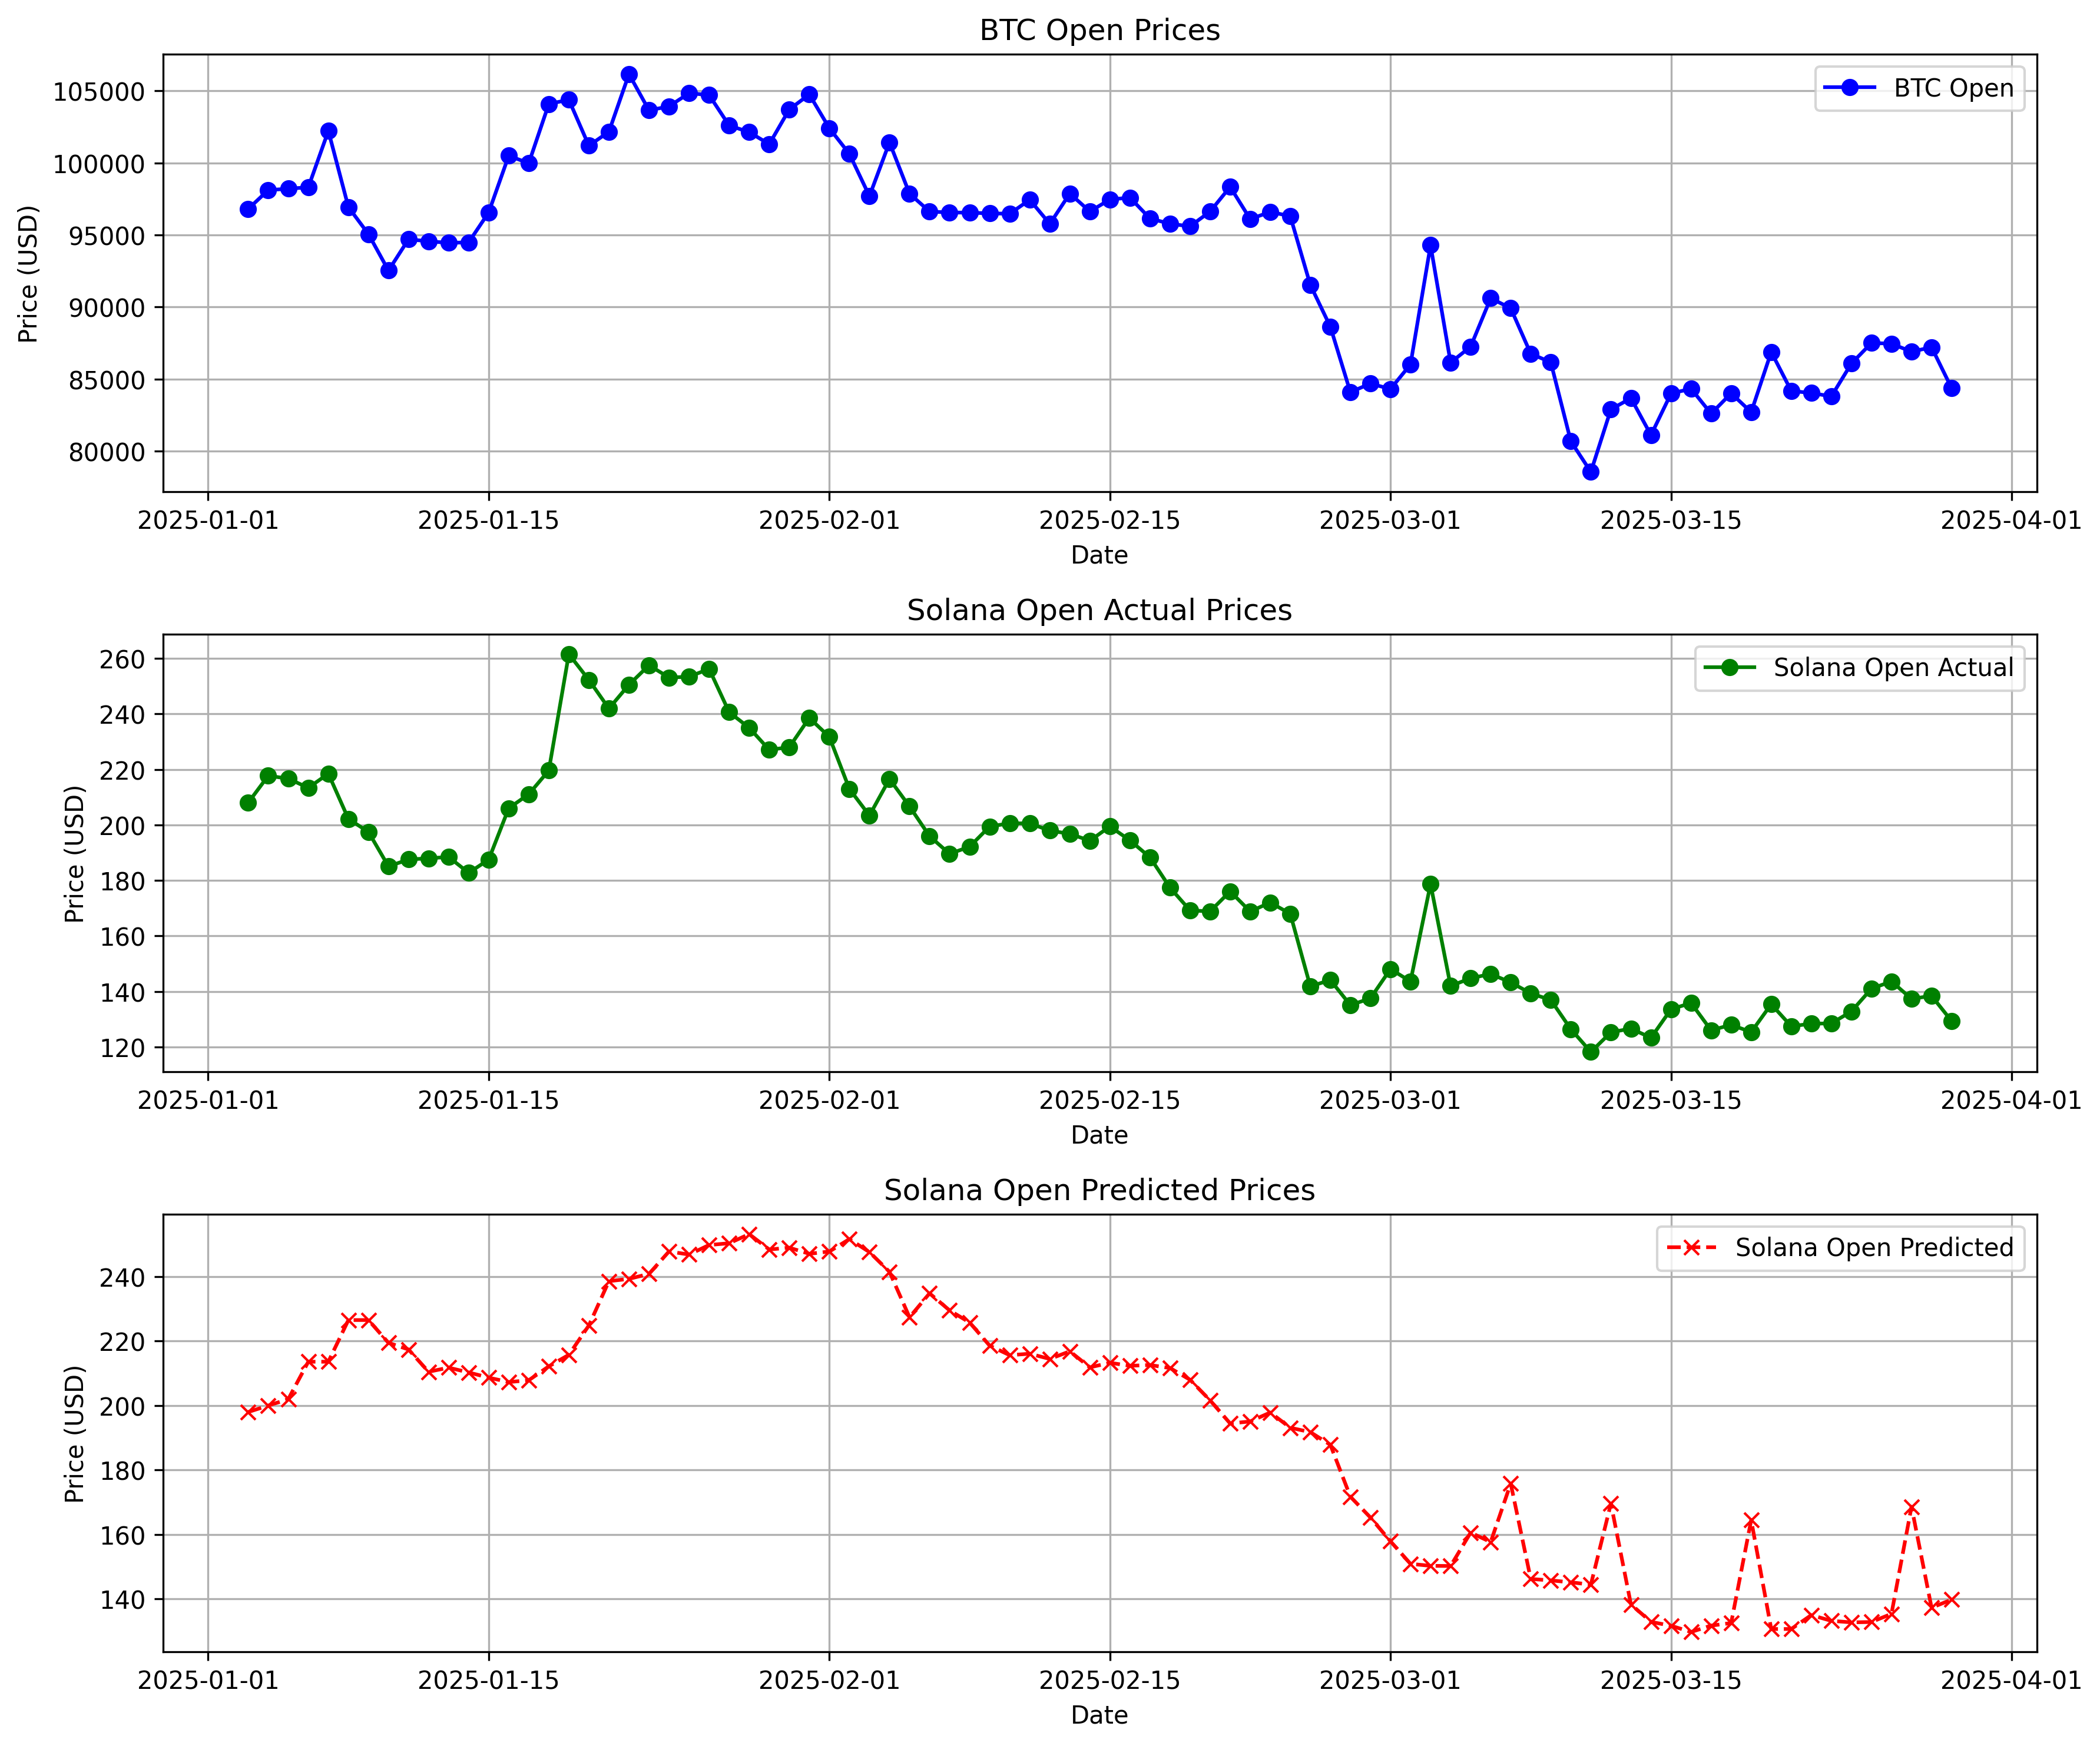 BTC Open Prices
BTC Open
105000
100000
95000
90000
85000
80000
Price (USD)
2025-01-01 2025-01-15 2025-02-01 2025-02-15 2025-03-01 2025-03-15 2025-04-01
Date
Solana Open Actual Prices
Solana Open Actual
260
240
220
200
180
160
140
120
Price (USD)
2025-01-01 2025-01-15 2025-02-01 2025-02-15 2025-03-01 2025-03-15 2025-04-01
Date
Solana Open Predicted Prices
Solana Open Predicted
240
220
200
180
160
140
Price (USD)
2025-01-01 2025-01-15 2025-02-01 2025-02-15 2025-03-01 2025-03-15 2025-04-01
Date